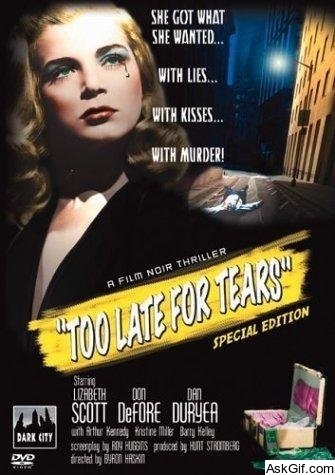 SHE GOT WHAT
SHE WANTED...
WITH LIES...
WITH KISSES...
WITH MURDER!
A FILM NOIR THRILLER
"TOO LATE FOR TEARS"
SPECIAL EDITION
Starring
LIZABETH SCOTT
DON DeFORE
DAN DURYEA
with Arthur Kennedy Kristine Miller Barry Kelley
screenplay by ROY HUGGINS produced by HUNT STROMBERG
directed by BYRON HASKIN
DARK CITY
DVD
VIDEO
AskGif.com